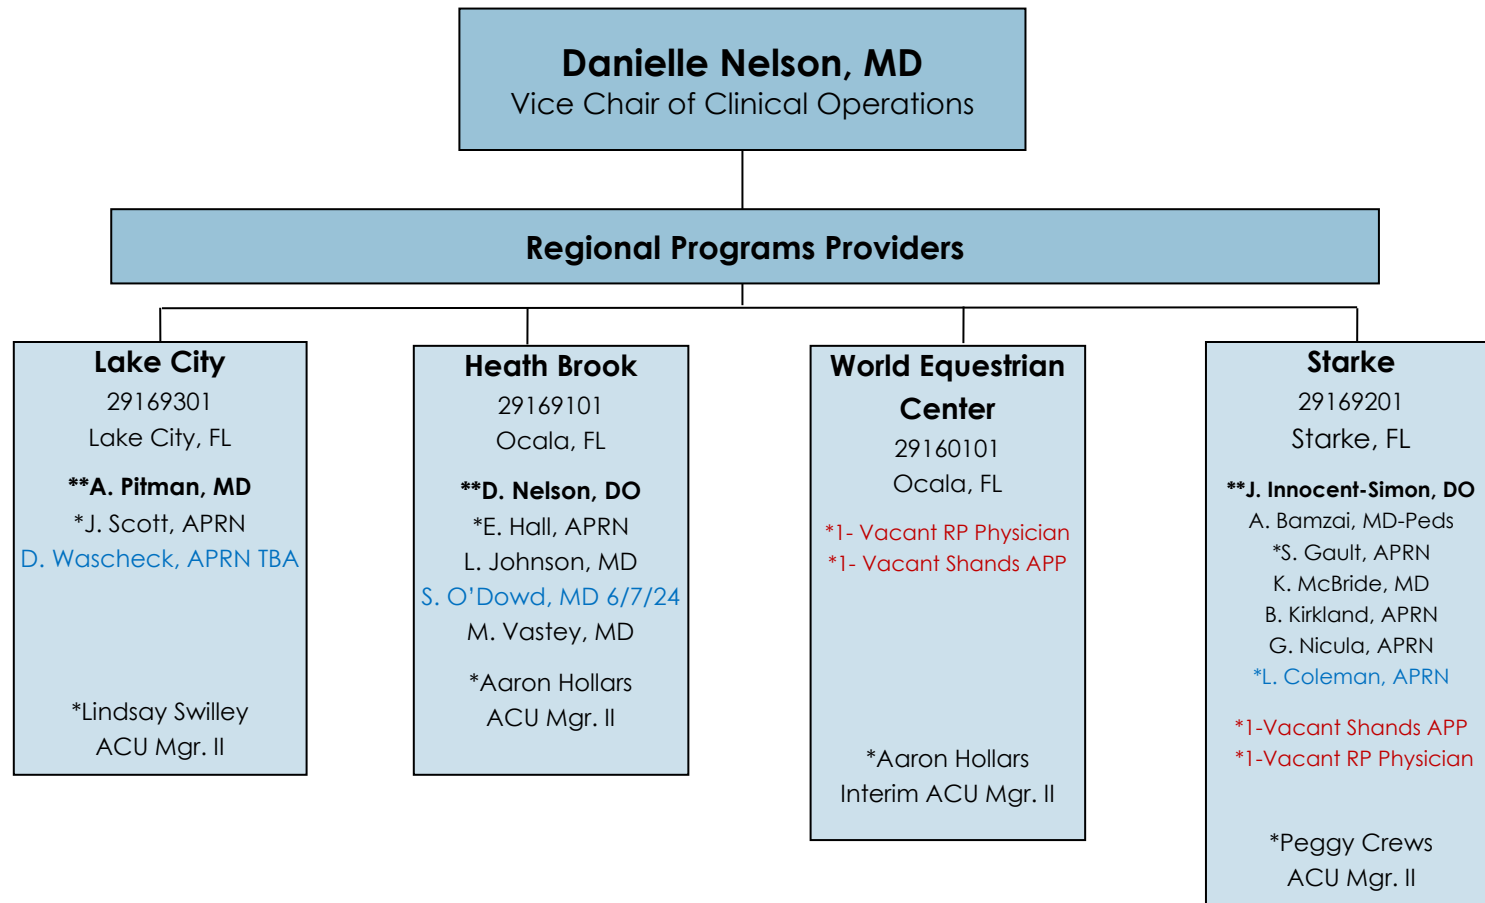 Danielle Nelson, MD
Vice Chair of Clinical Operations
Regional Programs Providers
Lake City
29169301
Lake City, FL
**A. Pitman, MD
*J. Scott, APRN
D. Wascheck, APRN TBA
*Lindsay Swilley
ACU Mgr. II
Heath Brook
29169101
Ocala, FL
**D. Nelson, DO
*E. Hall, APRN
L. Johnson, MD
S. O’Dowd, MD 6/7/24
M. Vastey, MD
*Aaron Hollars
ACU Mgr. II
World Equestrian
Center
29160101
Ocala, FL
*1- Vacant RP Physician
*1- Vacant Shands APP
*Aaron Hollars
Interim ACU Mgr. II
Starke
29169201
Starke, FL
**J. Innocent-Simon, DO
A. Bamzai, MD-Peds
*S. Gault, APRN
K. McBride, MD
B. Kirkland, APRN
G. Nicula, APRN
*L. Coleman, APRN
*1-Vacant Shands APP
*1-Vacant RP Physician
*Peggy Crews
ACU Mgr. II